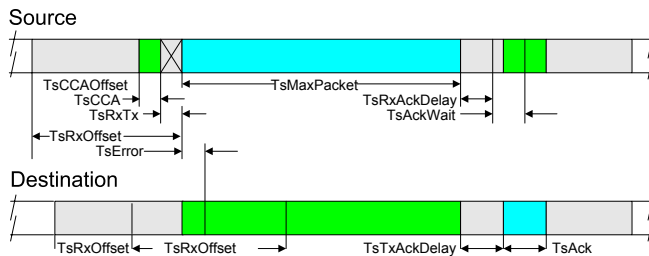 Source
TsCCAOffset
TsMaxPacket
TsCCA
TsRxAckDelay
TsRxTx
TsAckWait
TsRxOffset
TsError
Destination
TsRxOffset TsRxOffset TsTxAckDelay TsAck